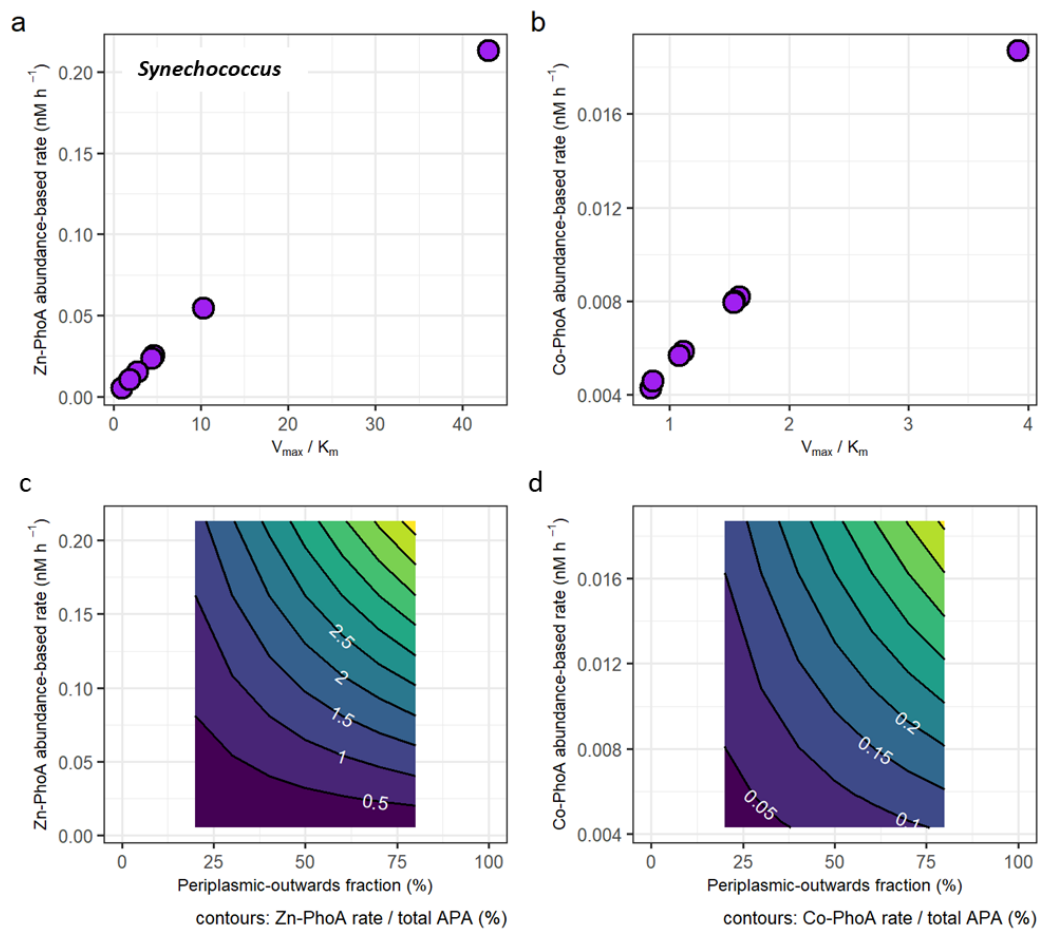 a
Synechococcus
Zn-PhoA abundance-based rate (nM h⁻¹)
0.20
0.15
0.10
0.05
0.00
0 10 20 30 40
Vmax / Km
b
Co-PhoA abundance-based rate (nM h⁻¹)
0.016
0.012
0.008
0.004
1 2 3 4
Vmax / Km
c
Zn-PhoA abundance-based rate (nM h⁻¹)
0.20
0.15
0.10
0.05
0.00
2.5
2
1.5
1
0.5
0 25 50 75 100
Periplasmic-outwards fraction (%)
contours: Zn-PhoA rate / total APA (%)
d
Co-PhoA abundance-based rate (nM h⁻¹)
0.016
0.012
0.008
0.004
0.2
0.15
0.1
0.05
0 25 50 75 100
Periplasmic-outwards fraction (%)
contours: Co-PhoA rate / total APA (%)